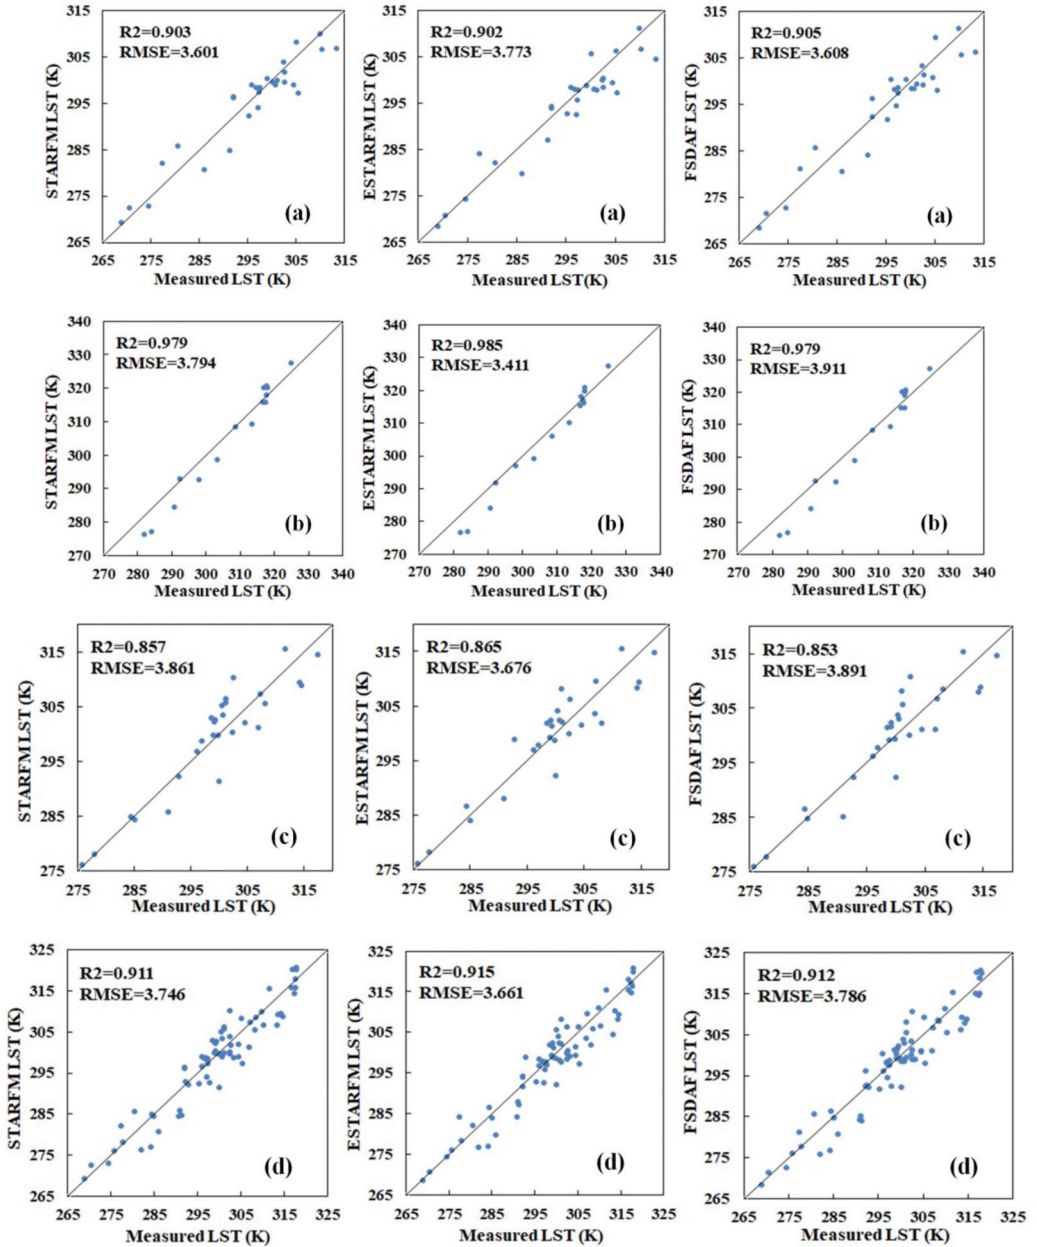 R2=0.903
RMSE=3.601
STARFM LST (K)
315
305
295
285
275
265
(a)
265 275 285 295 305 315
Measured LST (K)
R2=0.902
RMSE=3.773
ESTARFM LST (K)
315
305
295
285
275
265
(a)
265 275 285 295 305 315
Measured LST(K)
R2=0.905
RMSE=3.608
FSDAF LST (K)
315
305
295
285
275
265
(a)
265 275 285 295 305 315
Measured LST (K)
R2=0.979
RMSE=3.794
STARFM LST (K)
340
330
320
310
300
290
280
270
(b)
270 280 290 300 310 320 330 340
Measured LST (K)
R2=0.985
RMSE=3.411
ESTARFM LST (K)
340
330
320
310
300
290
280
270
(b)
270 280 290 300 310 320 330 340
Measured LST (K)
R2=0.979
RMSE=3.911
FSDAF LST (K)
340
330
320
310
300
290
280
270
(b)
270 280 290 300 310 320 330 340
Measured LST (K)
R2=0.857
RMSE=3.861
STARFM LST (K)
315
305
295
285
275
(c)
275 285 295 305 315
Measured LST (K)
R2=0.865
RMSE=3.676
ESTARFM LST (K)
315
305
295
285
275
(c)
275 285 295 305 315
Measured LST (K)
R2=0.853
RMSE=3.891
FSDAF LST (K)
315
305
295
285
275
(c)
275 285 295 305 315
Measured LST (K)
R2=0.911
RMSE=3.746
STARFM LST (K)
325
315
305
295
285
275
265
(d)
265 275 285 295 305 315 325
Measured LST (K)
R2=0.915
RMSE=3.661
ESTARFM LST (K)
325
315
305
295
285
275
265
(d)
265 275 285 295 305 315 325
Measured LST (K)
R2=0.912
RMSE=3.786
FSDAF LST (K)
325
315
305
295
285
275
265
(d)
265 275 285 295 305 315 325
Measured LST (K)